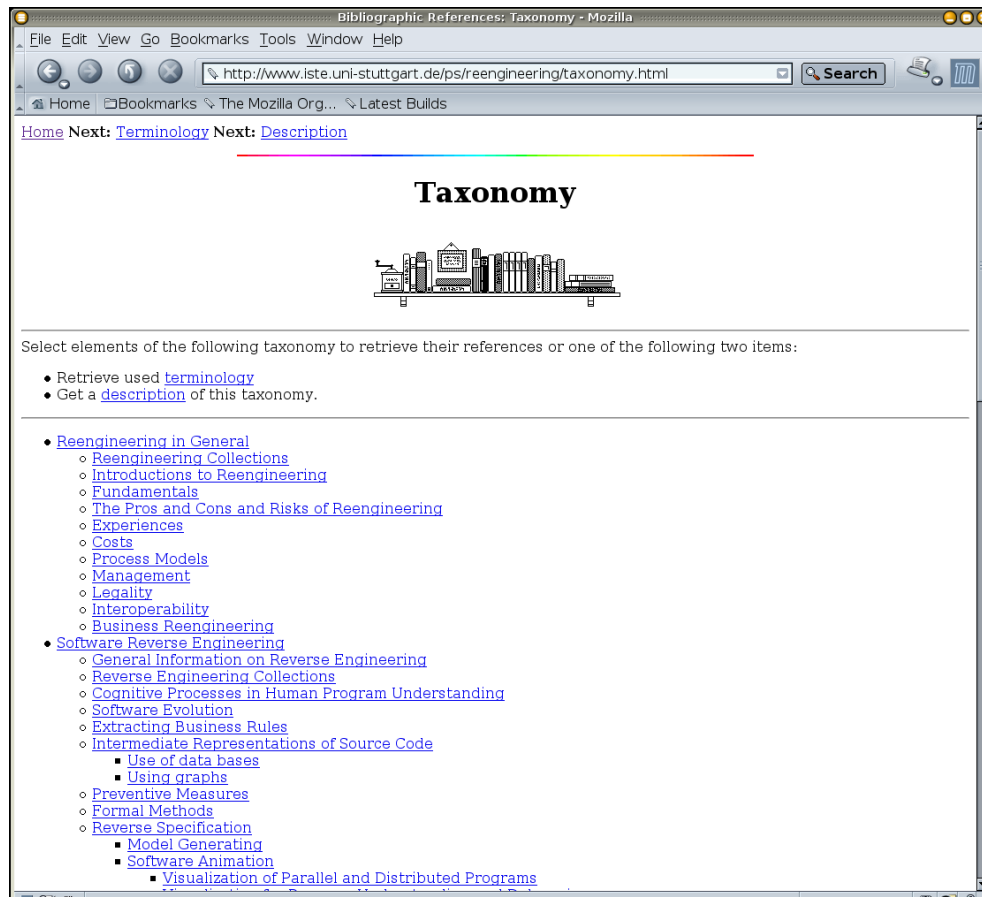 Bibliographic References: Taxonomy - Mozilla
File Edit View Go Bookmarks Tools Window Help
http://www.iste.uni-stuttgart.de/ps/reengineering/taxonomy.html Search
Home Bookmarks The Mozilla Org... Latest Builds
Home Next: Terminology Next: Description
Taxonomy
Select elements of the following taxonomy to retrieve their references or one of the following two items:
Retrieve used terminology
Get a description of this taxonomy.
Reengineering in General
Reengineering Collections
Introductions to Reengineering
Fundamentals
The Pros and Cons and Risks of Reengineering
Experiences
Costs
Process Models
Management
Legality
Interoperability
Business Reengineering
Software Reverse Engineering
General Information on Reverse Engineering
Reverse Engineering Collections
Cognitive Processes in Human Program Understanding
Software Evolution
Extracting Business Rules
Intermediate Representations of Source Code
Use of data bases
Using graphs
Preventive Measures
Formal Methods
Reverse Specification
Model Generating
Software Animation
Visualization of Parallel and Distributed Programs